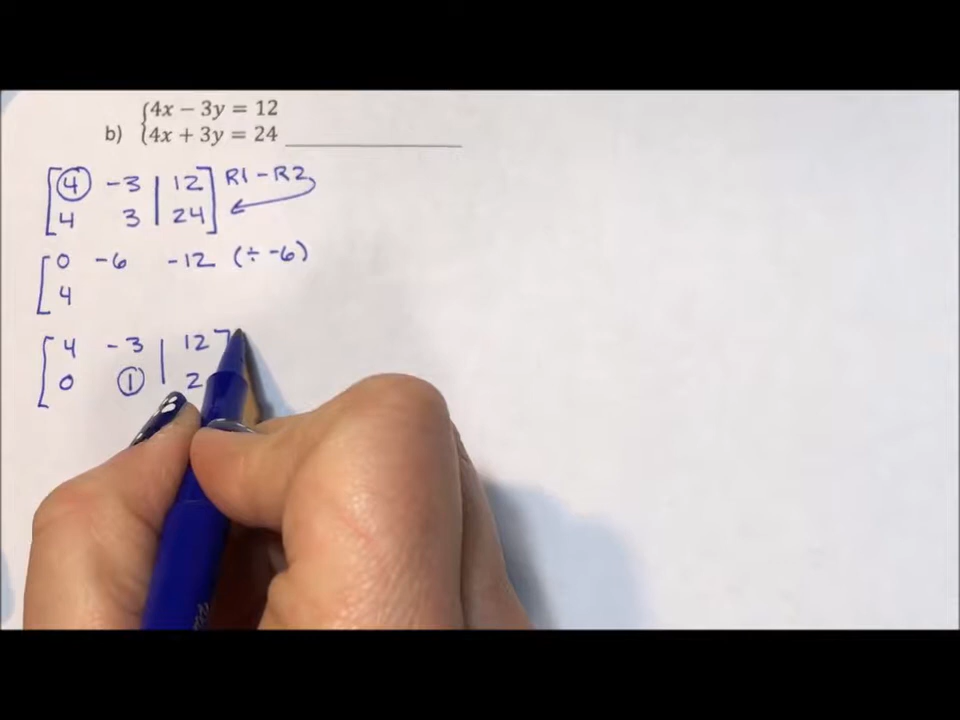 b) {4x − 3y = 12
{4x + 3y = 24 ____________
[4 -3 | 12] R1 - R2
[4 3 | 24]
[0 -6 -12 (÷ -6)
[4
[4 -3 | 12]
[0 1 | 2